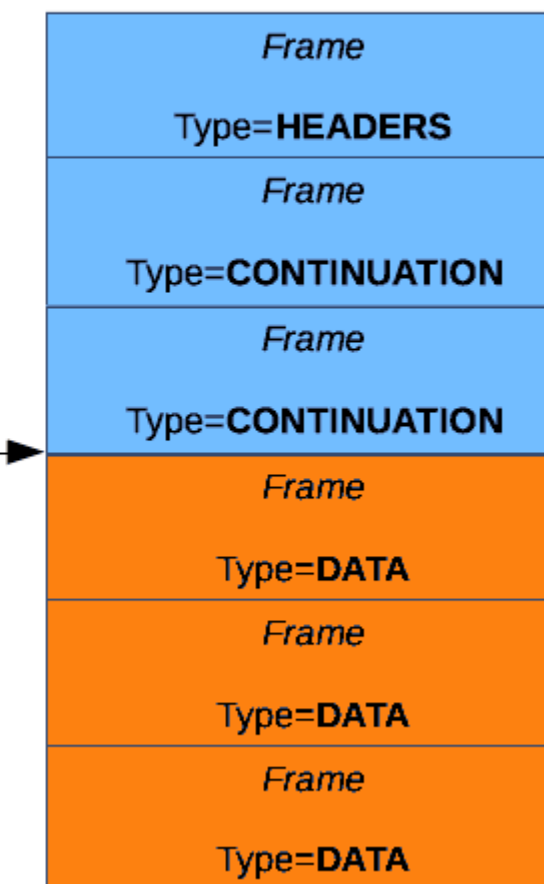 Frame
Type=HEADERS
Frame
Type=CONTINUATION
Frame
Type=CONTINUATION
Frame
Type=DATA
Frame
Type=DATA
Frame
Type=DATA